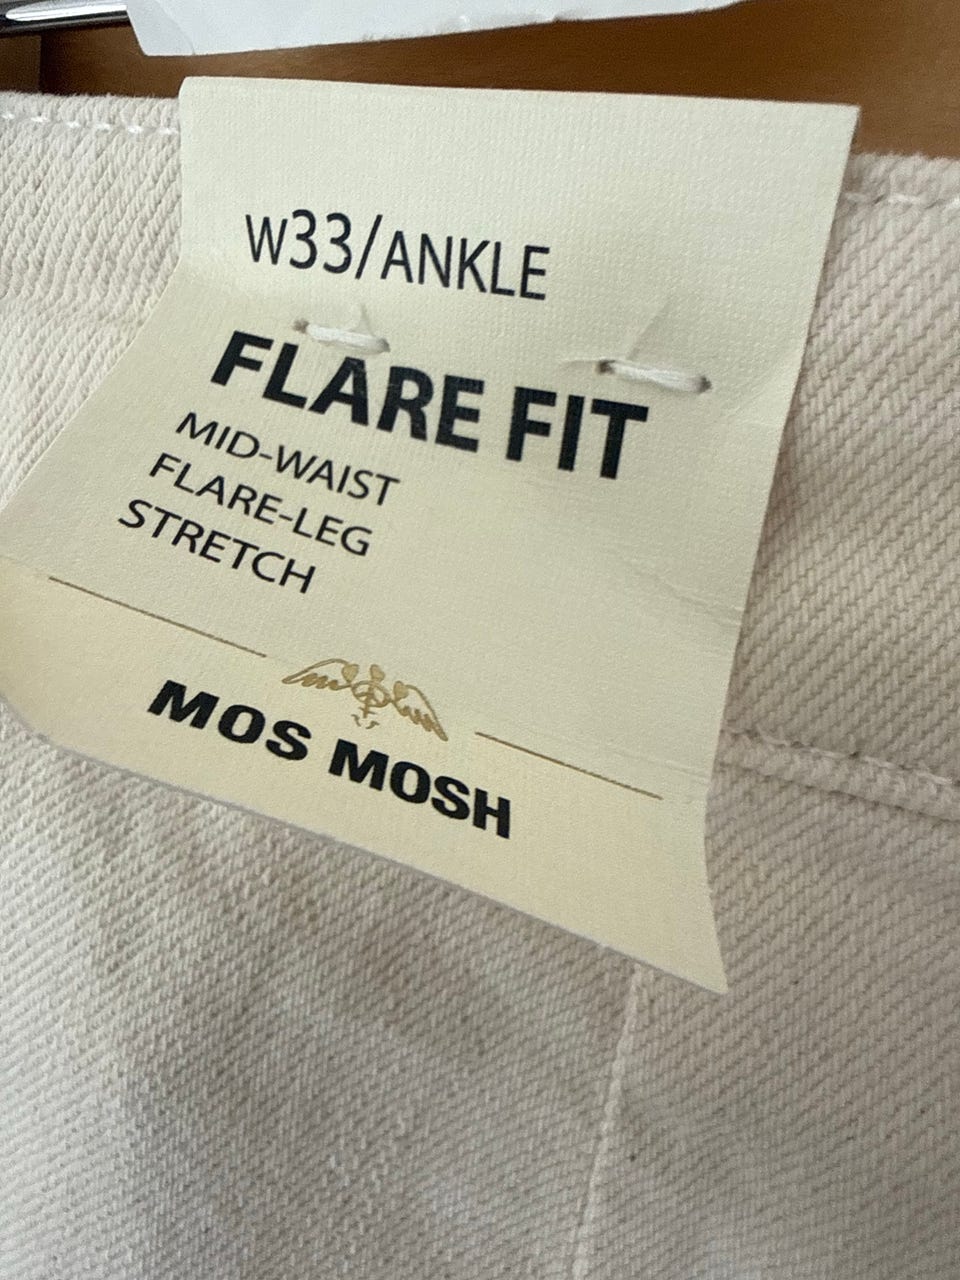 W33/ANKLE
FLARE FIT
MID-WAIST
FLARE-LEG
STRETCH
MOS MOSH